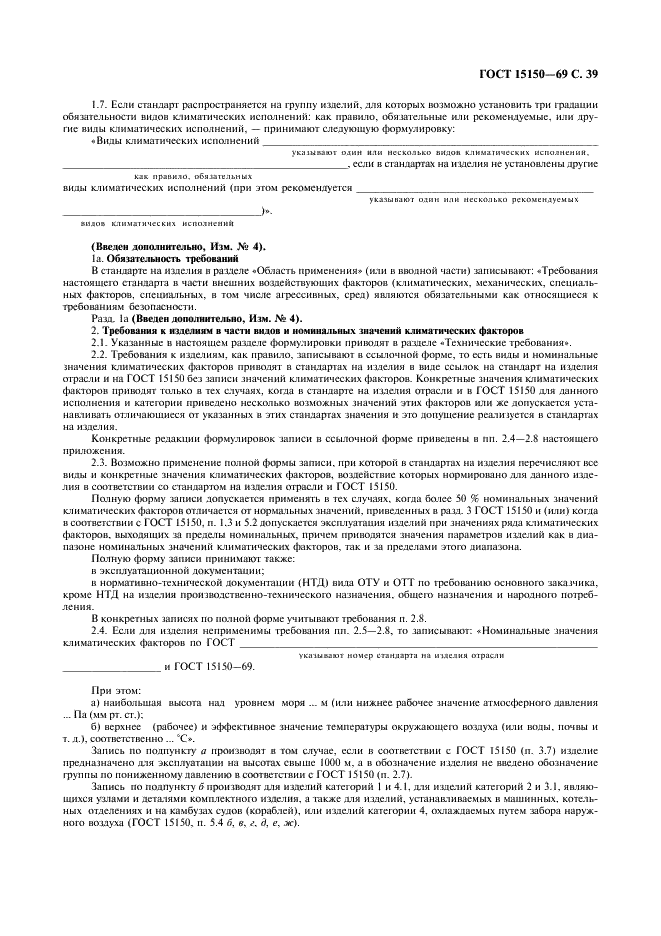 ГОСТ 15150—69 С. 39
1.7. Если стандарт распространяется на группу изделий, для которых возможно установить три градации
обязательности видов климатических исполнений: как правило, обязательные или рекомендуемые, или дру-
гие виды климатических исполнений, — принимают следующую формулировку:
«Виды климатических исполнений ______
указывают один или несколько видов климатических исполнений,
______, если в стандартах на изделия не установлены другие
как правило, обязательных
виды климатических исполнений (при этом рекомендуется ______
указывают один или несколько рекомендуемых
______)».
видов климатических исполнений
(Введен дополнительно, Изм. № 4).
1а. Обязательность требований
В стандарте на изделия в разделе «Область применения» (или в вводной части) записывают: «Требования
настоящего стандарта в части внешних воздействующих факторов (климатических, механических, специаль-
ных факторов, специальных, в том числе агрессивных, сред) являются обязательными как относящиеся к
требованиям безопасности.
Разд. 1а (Введен дополнительно, Изм. № 4).
2. Требования к изделиям в части видов и номинальных значений климатических факторов
2.1. Указанные в настоящем разделе формулировки приводят в разделе «Технические требования».
2.2. Требования к изделиям, как правило, записывают в ссылочной форме, то есть виды и номинальные
значения климатических факторов приводят в стандартах на изделия в виде ссылок на стандарт на изделия
отрасли и на ГОСТ 15150 без записи значений климатических факторов. Конкретные значения климатических
факторов приводят только в тех случаях, когда в стандарте на изделия отрасли и в ГОСТ 15150 для данного
исполнения и категории приведено несколько возможных значений этих факторов или же допускается уста-
навливать отличающиеся от указанных в этих стандартах значения и это допущение реализуется в стандартах
на изделия.
Конкретные редакции формулировок записи в ссылочной форме приведены в пп. 2.4—2.8 настоящего
приложения.
2.3. Возможно применение полной формы записи, при которой в стандартах на изделия перечисляют все
виды и конкретные значения климатических факторов, воздействие которых нормировано для данного изде-
лия в соответствии со стандартом на изделия отрасли и ГОСТ 15150.
Полную форму записи допускается применять в тех случаях, когда более 50 % номинальных значений
климатических факторов отличается от нормальных значений, приведенных в разд. 3 ГОСТ 15150 и (или) когда
в соответствии с ГОСТ 15150, п. 1.3 и 5.2 допускается эксплуатация изделий при значениях ряда климатических
факторов, выходящих за пределы номинальных, причем приводятся значения параметров изделий как в диа-
пазоне номинальных значений климатических факторов, так и за пределами этого диапазона.
Полную форму записи принимают также:
в эксплуатационной документации;
в нормативно-технической документации (НТД) вида ОТУ и ОТТ по требованию основного заказчика,
кроме НТД на изделия производственно-технического назначения, общего назначения и народного потреб-
ления.
В конкретных записях по полной форме учитывают требования п. 2.8.
2.4. Если для изделия неприменимы требования пп. 2.5—2.8, то записывают: «Номинальные значения
климатических факторов по ГОСТ ______
указывают номер стандарта на изделия отрасли
______ и ГОСТ 15150—69.
При этом:
а) наибольшая высота над уровнем моря ... м (или нижнее рабочее значение атмосферного давления
... Па (мм рт. ст.);
б) верхнее (рабочее) и эффективное значение температуры окружающего воздуха (или воды, почвы и
т. д.), соответственно ... °С».
Запись по подпункту а производят в том случае, если в соответствии с ГОСТ 15150 (п. 3.7) изделие
предназначено для эксплуатации на высотах свыше 1000 м, а в обозначение изделия не введено обозначение
группы по пониженному давлению в соответствии с ГОСТ 15150 (п. 2.7).
Запись по подпункту б производят для изделий категорий 1 и 4.1, для изделий категорий 2 и 3.1, являю-
щихся узлами и деталями комплектного изделия, а также для изделий, устанавливаемых в машинных, котель-
ных отделениях и на камбузах судов (кораблей), или изделий категории 4, охлаждаемых путем забора наруж-
ного воздуха (ГОСТ 15150, п. 5.4 б, в, г, д, е, ж).